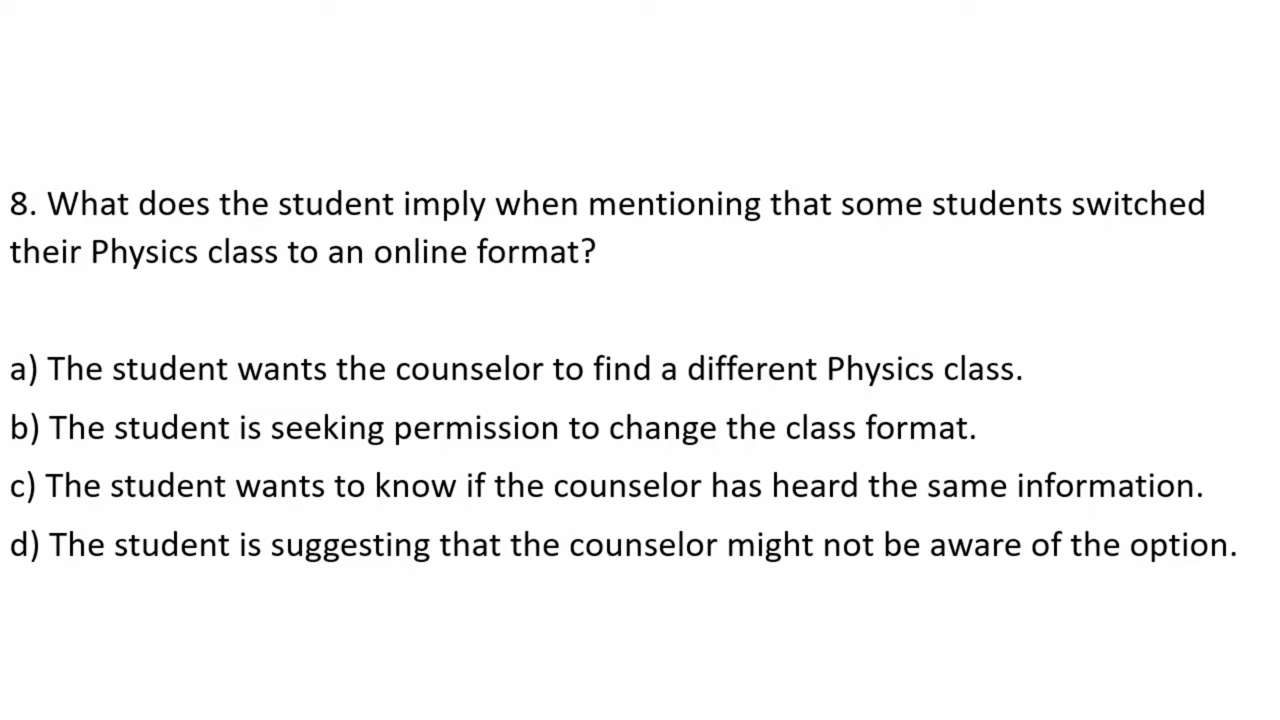 8. What does the student imply when mentioning that some students switched
their Physics class to an online format?
a) The student wants the counselor to find a different Physics class.
b) The student is seeking permission to change the class format.
c) The student wants to know if the counselor has heard the same information.
d) The student is suggesting that the counselor might not be aware of the option.